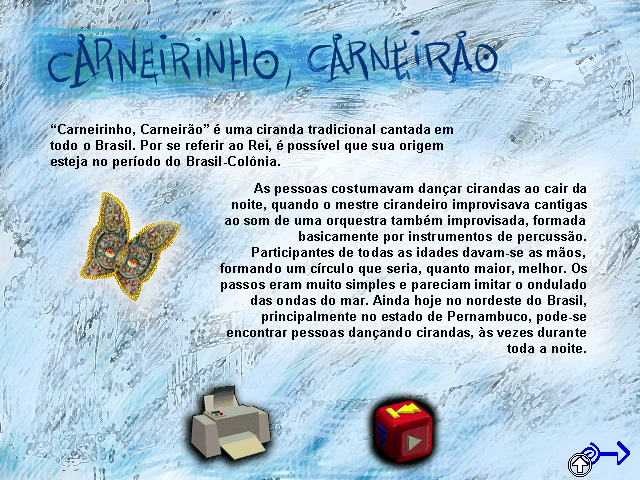 CARNEIRINHO, CARNEIRÃO
“Carneirinho, Carneirão” é uma ciranda tradicional cantada em
todo o Brasil. Por se referir ao Rei, é possível que sua origem
esteja no período do Brasil-Colónia.
As pessoas costumavam dançar cirandas ao cair da
noite, quando o mestre cirandeiro improvisava cantigas
ao som de uma orquestra também improvisada, formada
basicamente por instrumentos de percussão.
Participantes de todas as idades davam-se as mãos,
formando um círculo que seria, quanto maior, melhor. Os
passos eram muito simples e pareciam imitar o ondulado
das ondas do mar. Ainda hoje no nordeste do Brasil,
principalmente no estado de Pernambuco, pode-se
encontrar pessoas dançando cirandas, às vezes durante
toda a noite.